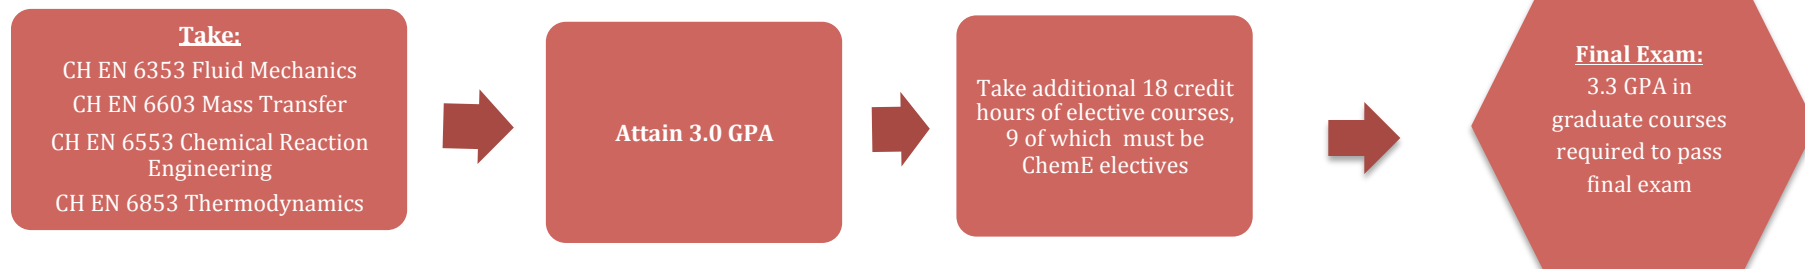 Take:
CH EN 6353 Fluid Mechanics
CH EN 6603 Mass Transfer
CH EN 6553 Chemical Reaction
Engineering
CH EN 6853 Thermodynamics
Attain 3.0 GPA
Take additional 18 credit
hours of elective courses,
9 of which must be
ChemE electives
Final Exam:
3.3 GPA in
graduate courses
required to pass
final exam